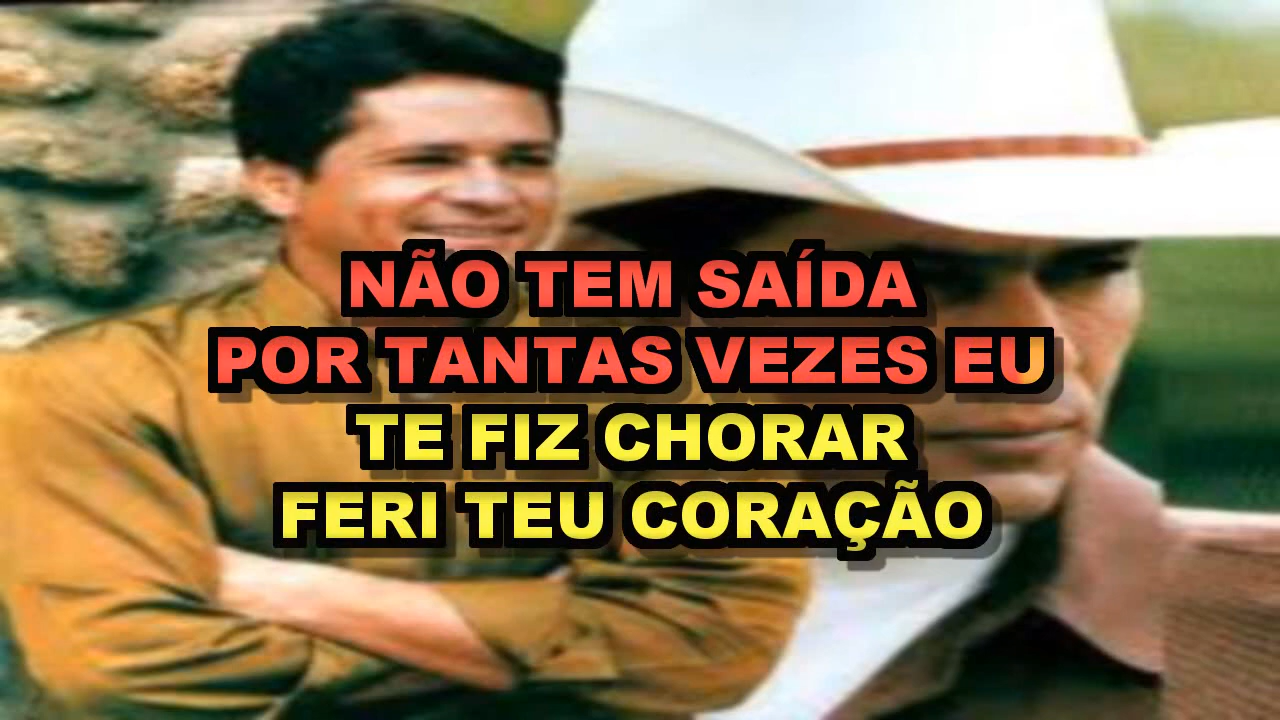 NÃO TEM SAÍDA
POR TANTAS VEZES EU
TE FIZ CHORAR
FERI TEU CORAÇÃO